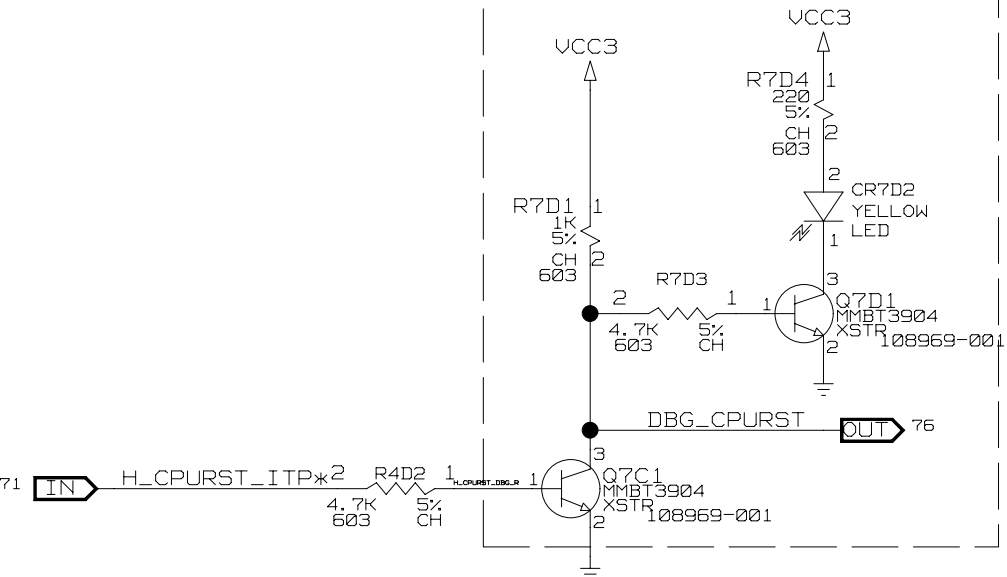 VCC3
VCC3
R7D4 1
220
5%
CH 2
603
2
CR7D2
YELLOW
LED
1
R7D1 1
1K
5%
CH 2
603
R7D3
2 1
4.7K 5%
603 CH
3
1 Q7D1
MMBT3904
XSTR
108969-001
2
DBG_CPURST
OUT 76
3
71 IN H_CPURST_ITP* 2 R4D2 1 H_CPURST_DBG_R 1
4.7K 5%
603 CH
Q7C1
MMBT3904
XSTR
108969-001
2